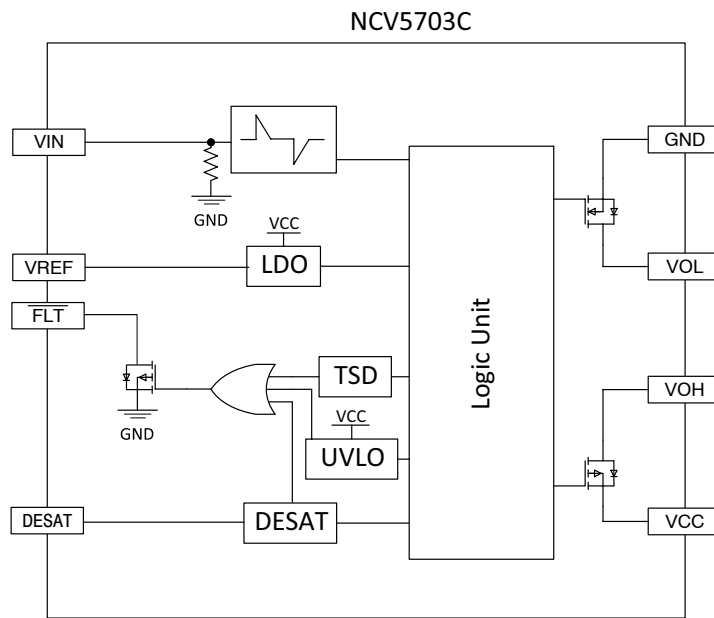 NCV5703C
VIN
GND
GND
VCC
VREF
LDO
VOL
FLT
Logic Unit
TSD
VOH
GND
VCC
UVLO
DESAT
DESAT
VCC